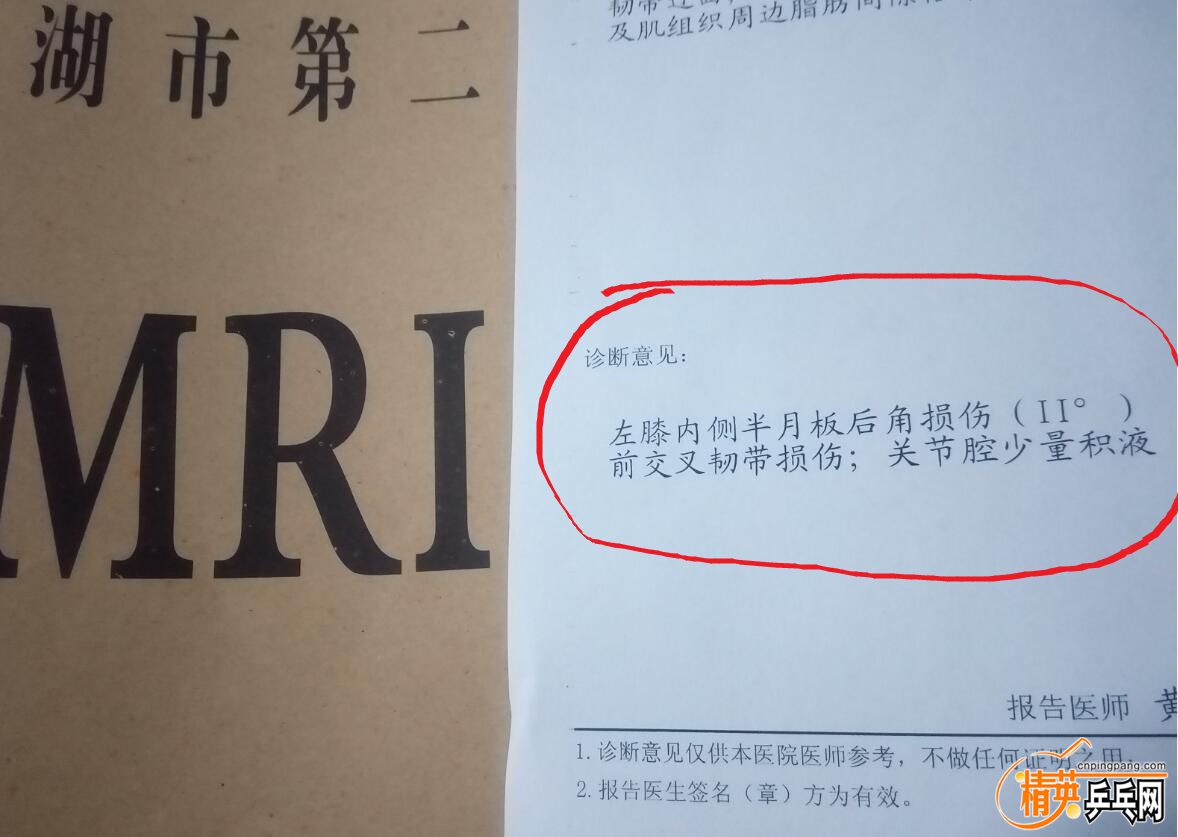 湖市第二
MRI
及肌组织周边脂肪间隙
诊断意见：
左膝内侧半月板后角损伤（II°）
前交叉韧带损伤；关节腔少量积液
报告医师 黄
1.诊断意见仅供本医院医师参考，不做任何证明之用.
2.报告医生签名（章）方为有效。
cnpingpang.com
精英乒乓网